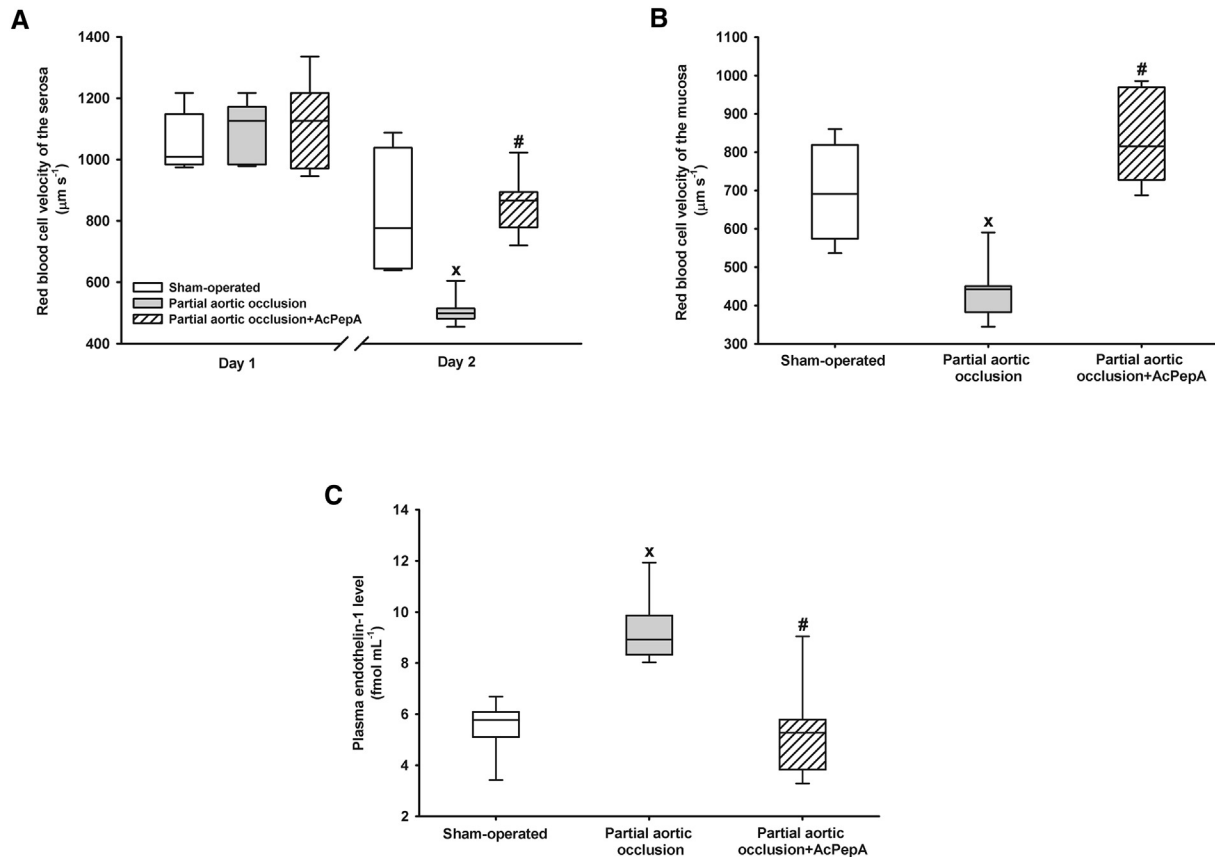 A
Red blood cell velocity of the serosa
(µm s⁻¹)
1400
1200
1000
800
600
400
x
#
Sham-operated
Partial aortic occlusion
Partial aortic occlusion+AcPepA
Day 1
Day 2
B
Red blood cell velocity of the mucosa
(µm s⁻¹)
1100
1000
900
800
700
600
500
400
300
x
#
Sham-operated
Partial aortic
occlusion
Partial aortic
occlusion+AcPepA
C
Plasma endothelin-1 level
(fmol mL⁻¹)
14
12
10
8
6
4
2
x
#
Sham-operated
Partial aortic
occlusion
Partial aortic
occlusion+AcPepA